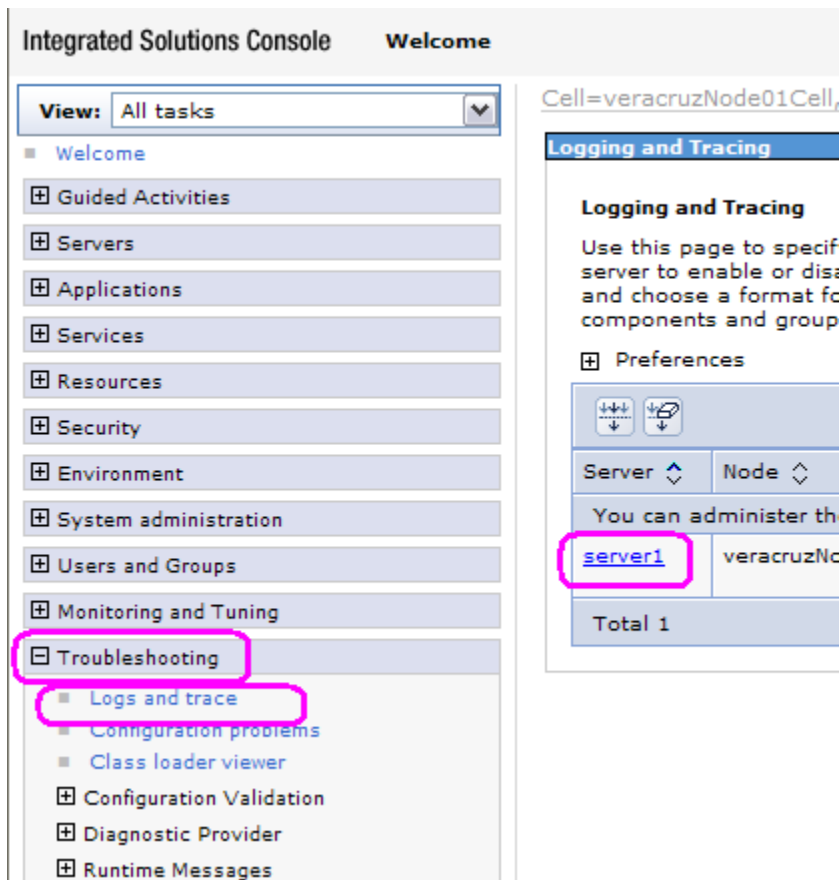 Integrated Solutions Console Welcome
View: All tasks
Welcome
Guided Activities
Servers
Applications
Services
Resources
Security
Environment
System administration
Users and Groups
Monitoring and Tuning
Troubleshooting
Logs and trace
Configuration problems
Class loader viewer
Configuration Validation
Diagnostic Provider
Runtime Messages
Cell=veracruzNode01Cell,
Logging and Tracing
Logging and Tracing
Use this page to specif
server to enable or disa
and choose a format fo
components and group
Preferences
Server Node
You can administer th
server1 veracruzNo
Total 1